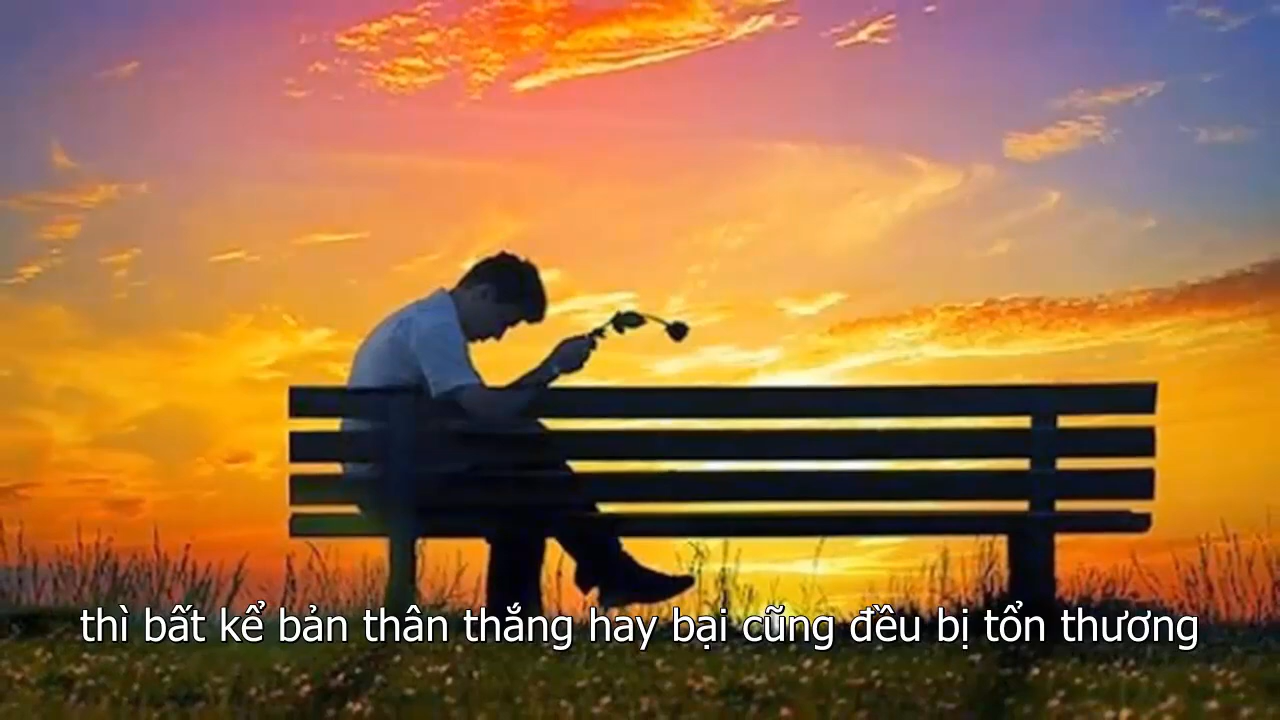 thì bất kể bản thân thắng hay bại cũng đều bị tổn thương